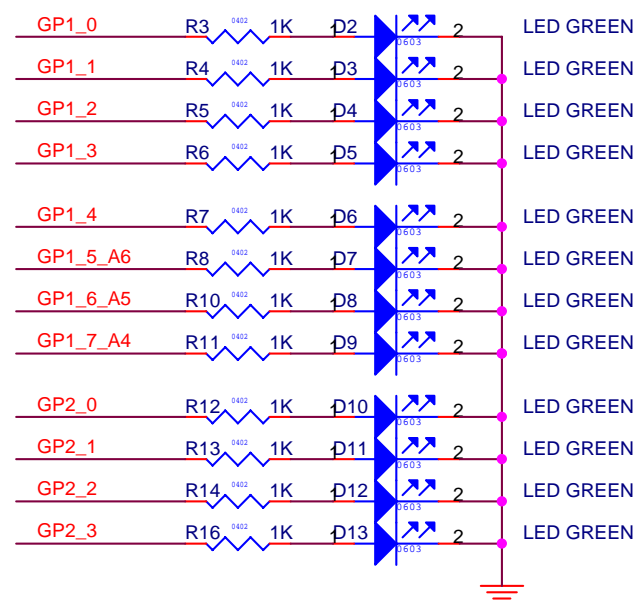 GP1_0 R3 0402 1K 1 D2 0603 2 LED GREEN
GP1_1 R4 0402 1K 1 D3 0603 2 LED GREEN
GP1_2 R5 0402 1K 1 D4 0603 2 LED GREEN
GP1_3 R6 0402 1K 1 D5 0603 2 LED GREEN
GP1_4 R7 0402 1K 1 D6 0603 2 LED GREEN
GP1_5_A6 R8 0402 1K 1 D7 0603 2 LED GREEN
GP1_6_A5 R10 0402 1K 1 D8 0603 2 LED GREEN
GP1_7_A4 R11 0402 1K 1 D9 0603 2 LED GREEN
GP2_0 R12 0402 1K 1 D10 0603 2 LED GREEN
GP2_1 R13 0402 1K 1 D11 0603 2 LED GREEN
GP2_2 R14 0402 1K 1 D12 0603 2 LED GREEN
GP2_3 R16 0402 1K 1 D13 0603 2 LED GREEN